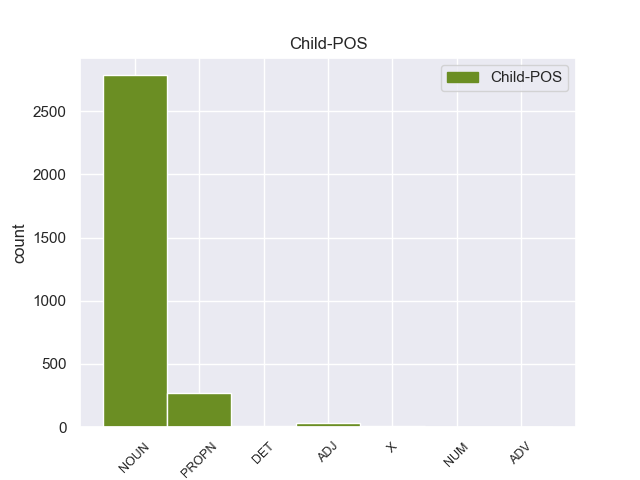 Child-POS
Child-POS
2500
2000
1500
1000
500
0
count
NOUN
PROPN
DET
ADJ
X
NUM
ADV